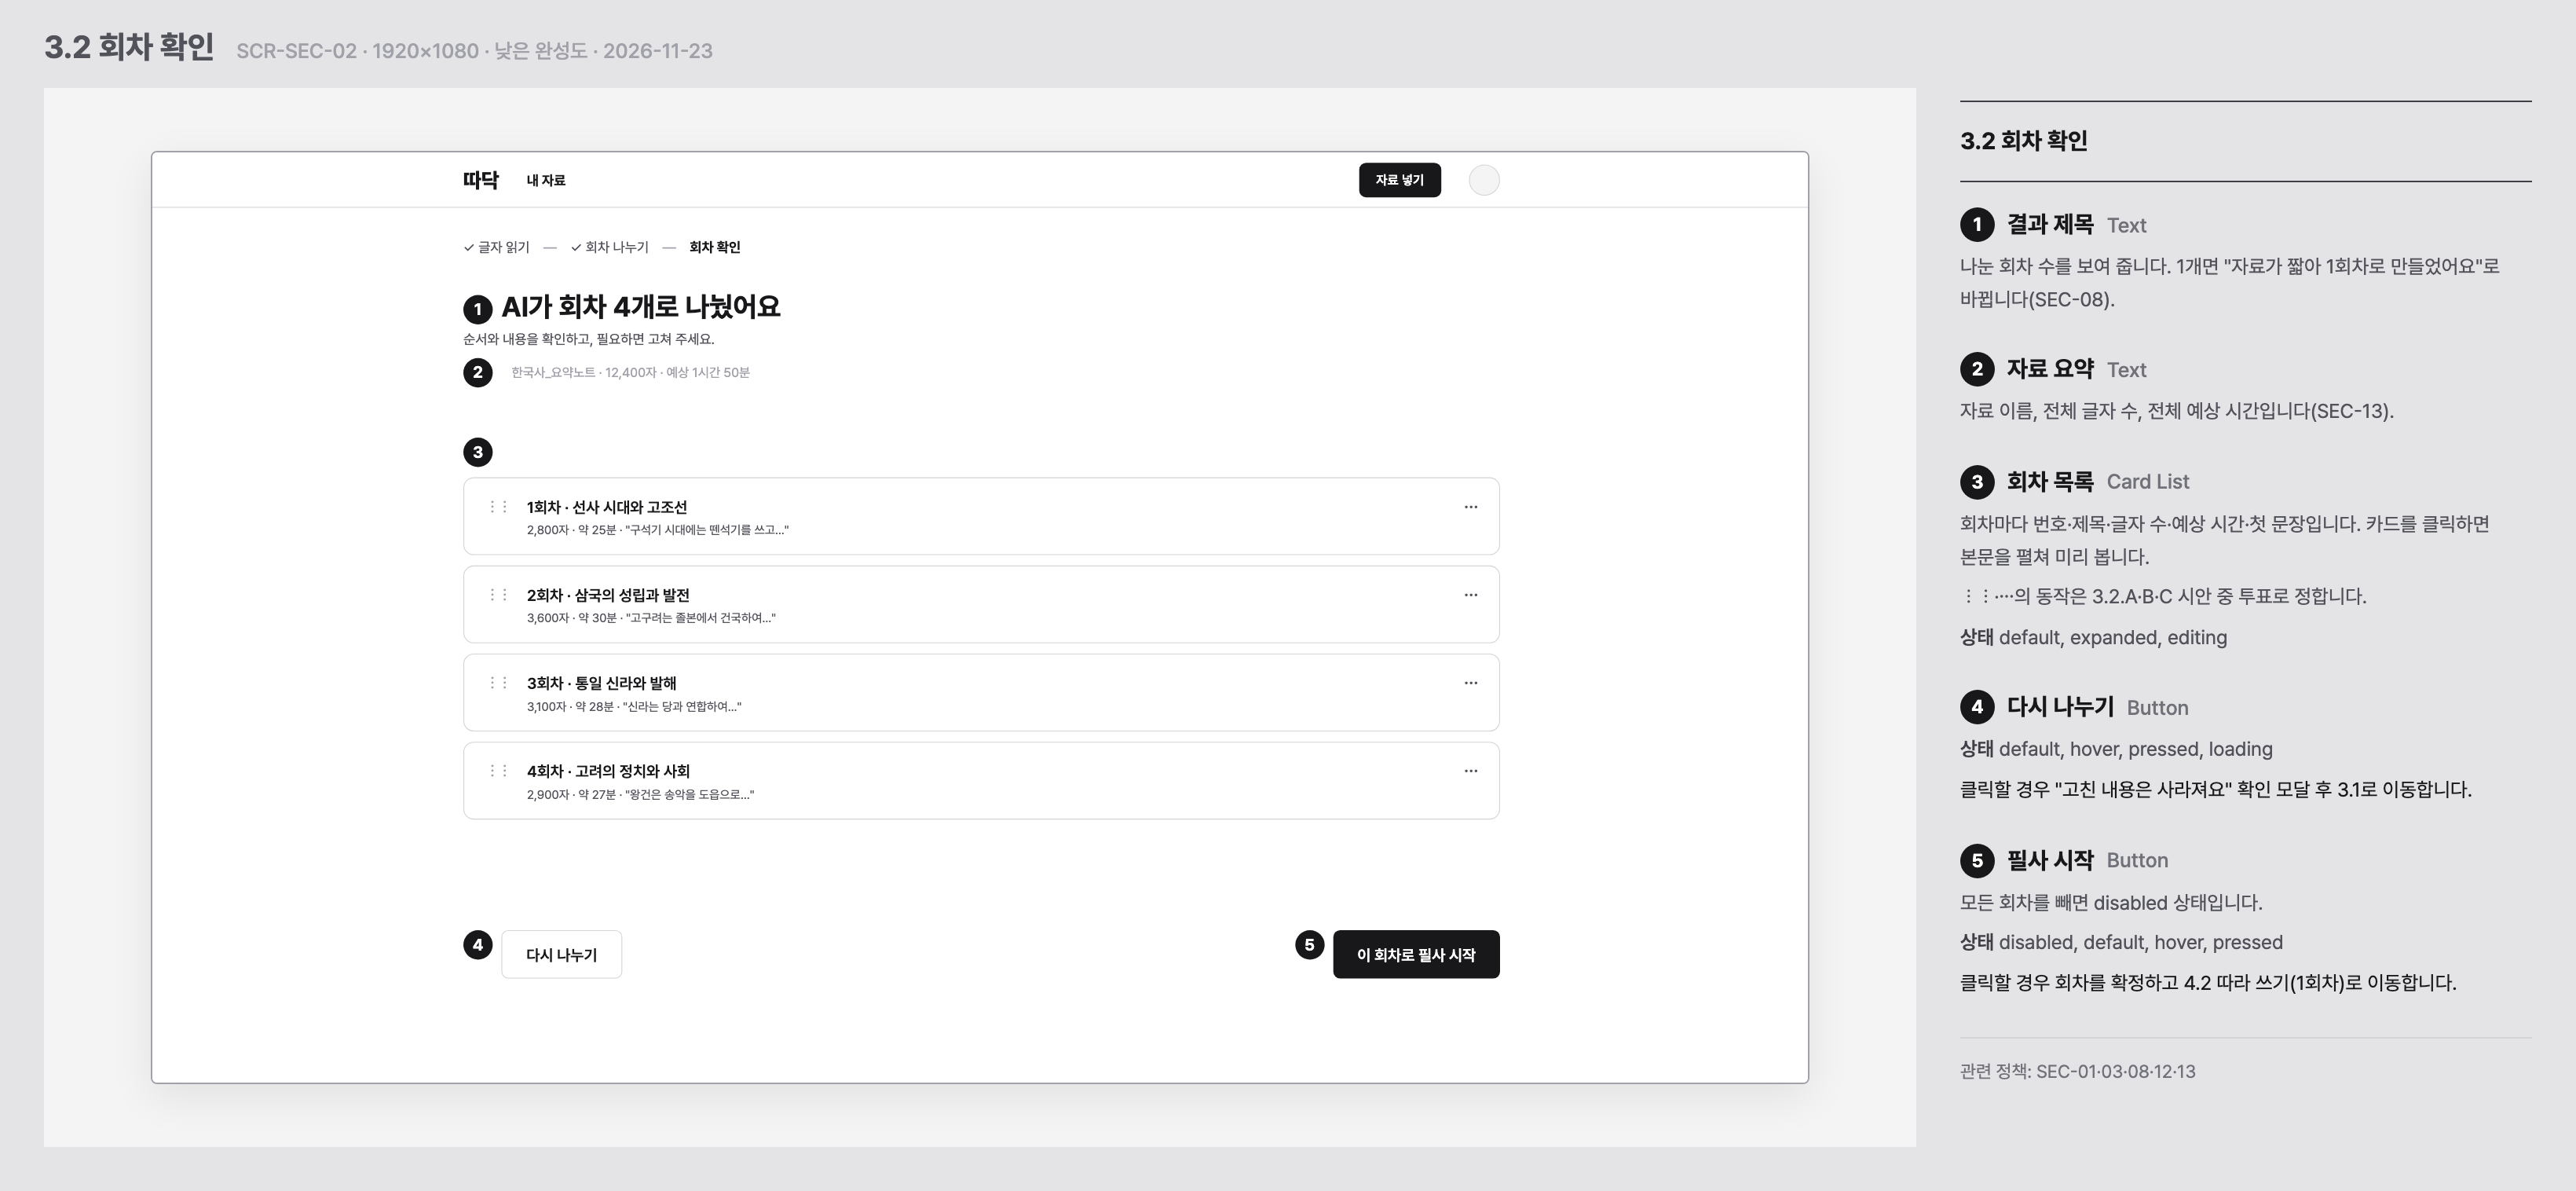 3.2 회차 확인 SCR-SEC-02 · 1920×1080 · 낮은 완성도 · 2026-11-23
따닥 내 자료 자료 넣기
✓ 글자 읽기 — ✓ 회차 나누기 — 회차 확인
1 AI가 회차 4개로 나눴어요
순서와 내용을 확인하고, 필요하면 고쳐 주세요.
2 한국사_요약노트 · 12,400자 · 예상 1시간 50분
3
⋮⋮ 1회차 · 선사 시대와 고조선 ···
2,800자 · 약 25분 · "구석기 시대에는 뗀석기를 쓰고…"
⋮⋮ 2회차 · 삼국의 성립과 발전 ···
3,600자 · 약 30분 · "고구려는 졸본에서 건국하여…"
⋮⋮ 3회차 · 통일 신라와 발해 ···
3,100자 · 약 28분 · "신라는 당과 연합하여…"
⋮⋮ 4회차 · 고려의 정치와 사회 ···
2,900자 · 약 27분 · "왕건은 송악을 도읍으로…"
4 다시 나누기
5 이 회차로 필사 시작
3.2 회차 확인
1 결과 제목 Text
나눈 회차 수를 보여 줍니다. 1개면 "자료가 짧아 1회차로 만들었어요"로
바뀝니다(SEC-08).
2 자료 요약 Text
자료 이름, 전체 글자 수, 전체 예상 시간입니다(SEC-13).
3 회차 목록 Card List
회차마다 번호·제목·글자 수·예상 시간·첫 문장입니다. 카드를 클릭하면
본문을 펼쳐 미리 봅니다.
⋮⋮····의 동작은 3.2.A·B·C 시안 중 투표로 정합니다.
상태 default, expanded, editing
4 다시 나누기 Button
상태 default, hover, pressed, loading
클릭할 경우 "고친 내용은 사라져요" 확인 모달 후 3.1로 이동합니다.
5 필사 시작 Button
모든 회차를 빼면 disabled 상태입니다.
상태 disabled, default, hover, pressed
클릭할 경우 회차를 확정하고 4.2 따라 쓰기(1회차)로 이동합니다.
관련 정책: SEC-01·03·08·12·13